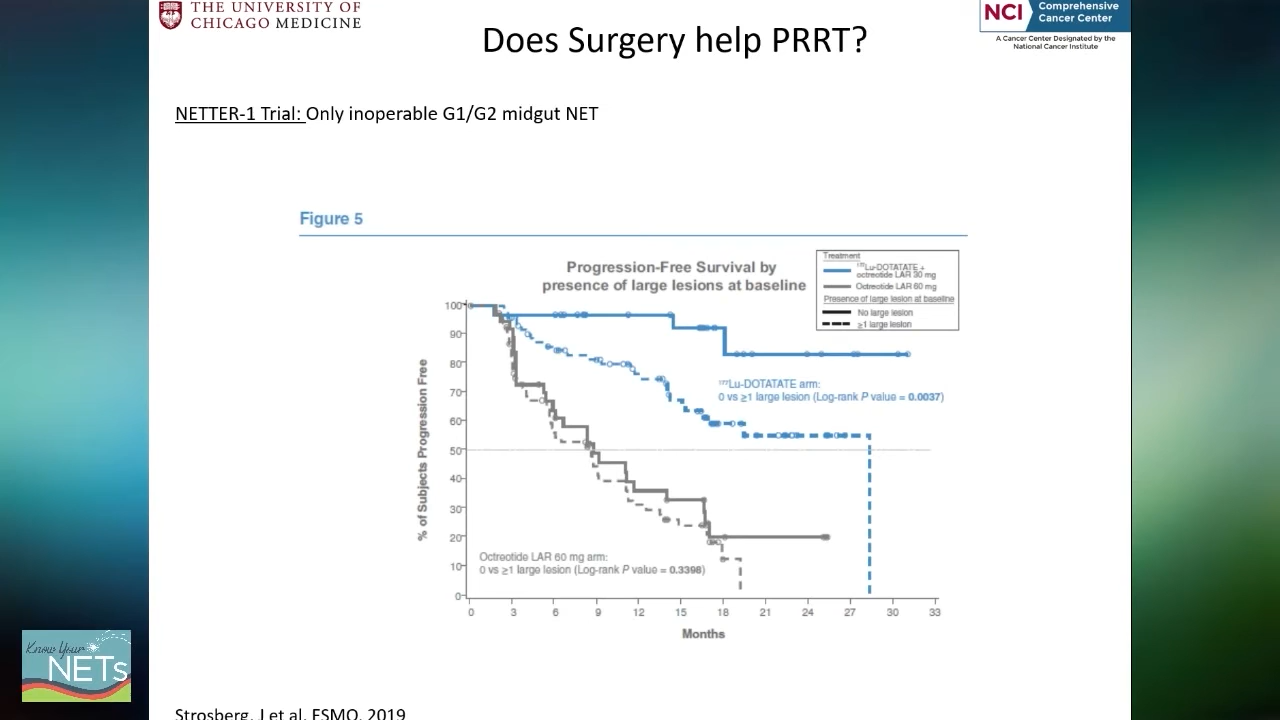 THE UNIVERSITY OF
CHICAGO MEDICINE
NCI
Comprehensive
Cancer Center
A Cancer Center Designated by the
National Cancer Institute
Does Surgery help PRRT?
NETTER-1 Trial: Only inoperable G1/G2 midgut NET
Figure 5
Progression-Free Survival by
presence of large lesions at baseline
Treatment
¹⁷⁷Lu-DOTATATE +
octreotide LAR 30 mg
Octreotide LAR 60 mg
Presence of large lesion at baseline
No large lesion
≥1 large lesion
% of Subjects Progression Free
100
90
80
70
60
50
40
30
20
10
0
¹⁷⁷Lu-DOTATATE arm:
0 vs ≥1 large lesion (Log-rank P value = 0.0037)
Octreotide LAR 60 mg arm:
0 vs ≥1 large lesion (Log-rank P value = 0.3398)
0 3 6 9 12 15 18 21 24 27 30 33
Months
Know Your
NETs
Strosberg, J et al. ESMO, 2019